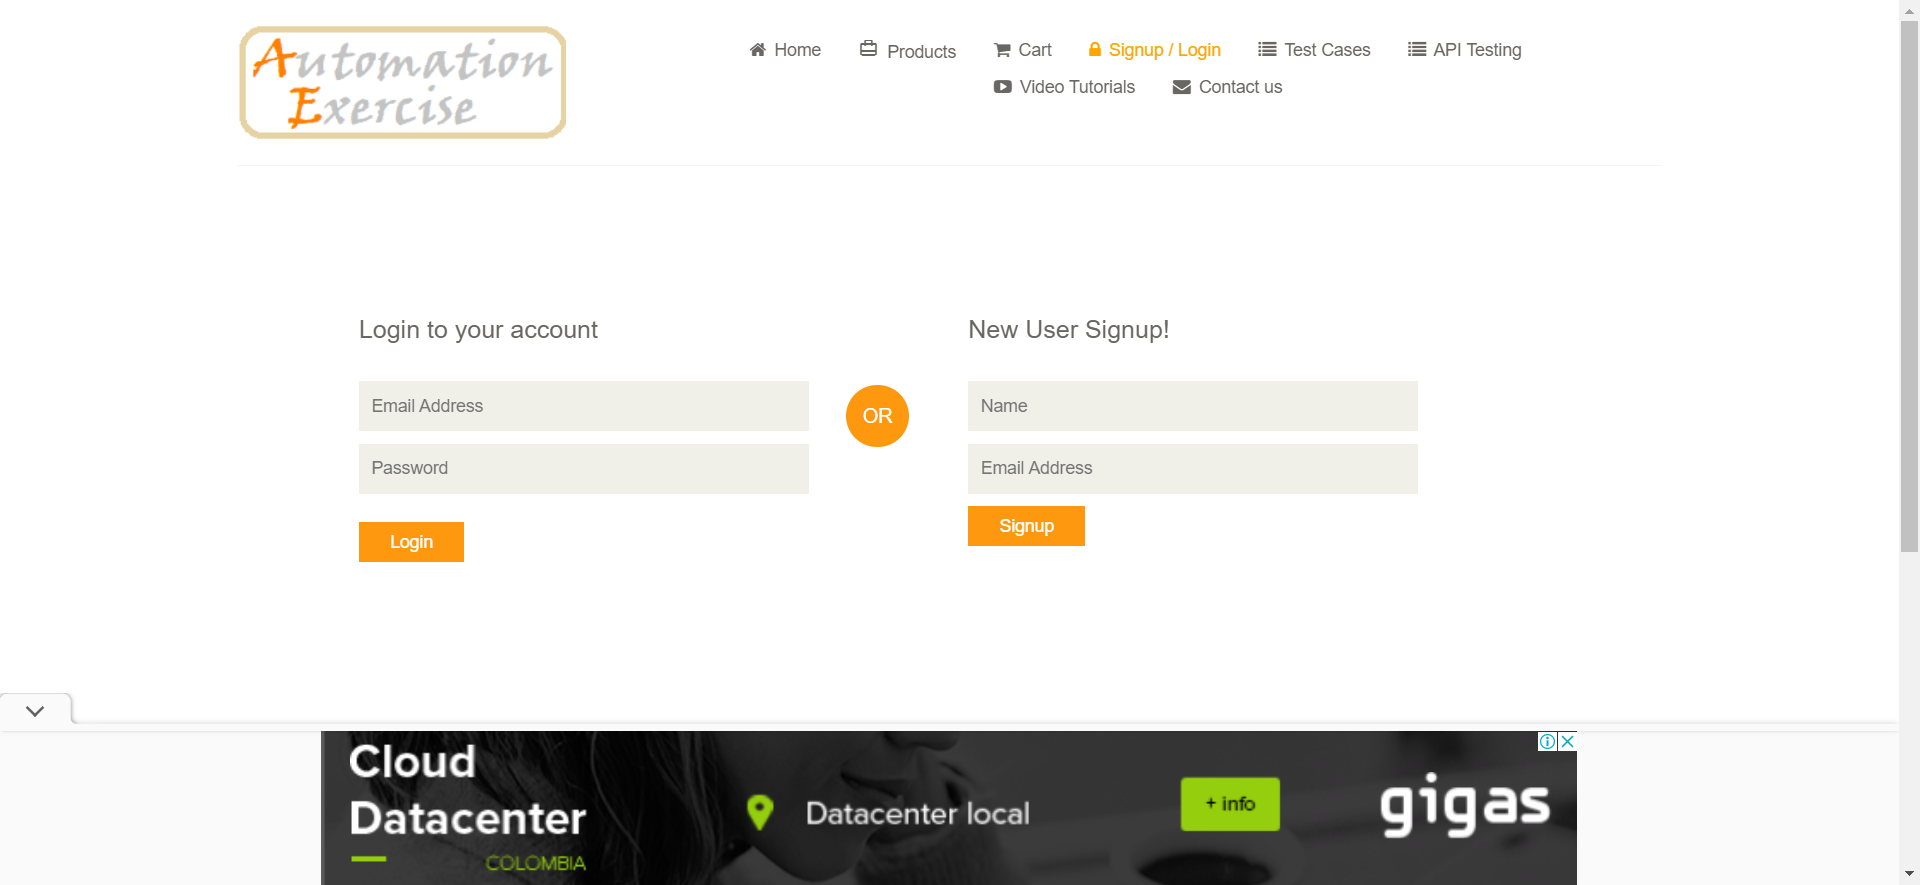 Automation
Exercise
Home
Products
Cart
Signup / Login
Test Cases
API Testing
Video Tutorials
Contact us
Login to your account
Email Address
Password
Login
OR
New User Signup!
Name
Email Address
Signup
Cloud
Datacenter
COLOMBIA
Datacenter local
+ info
gigas